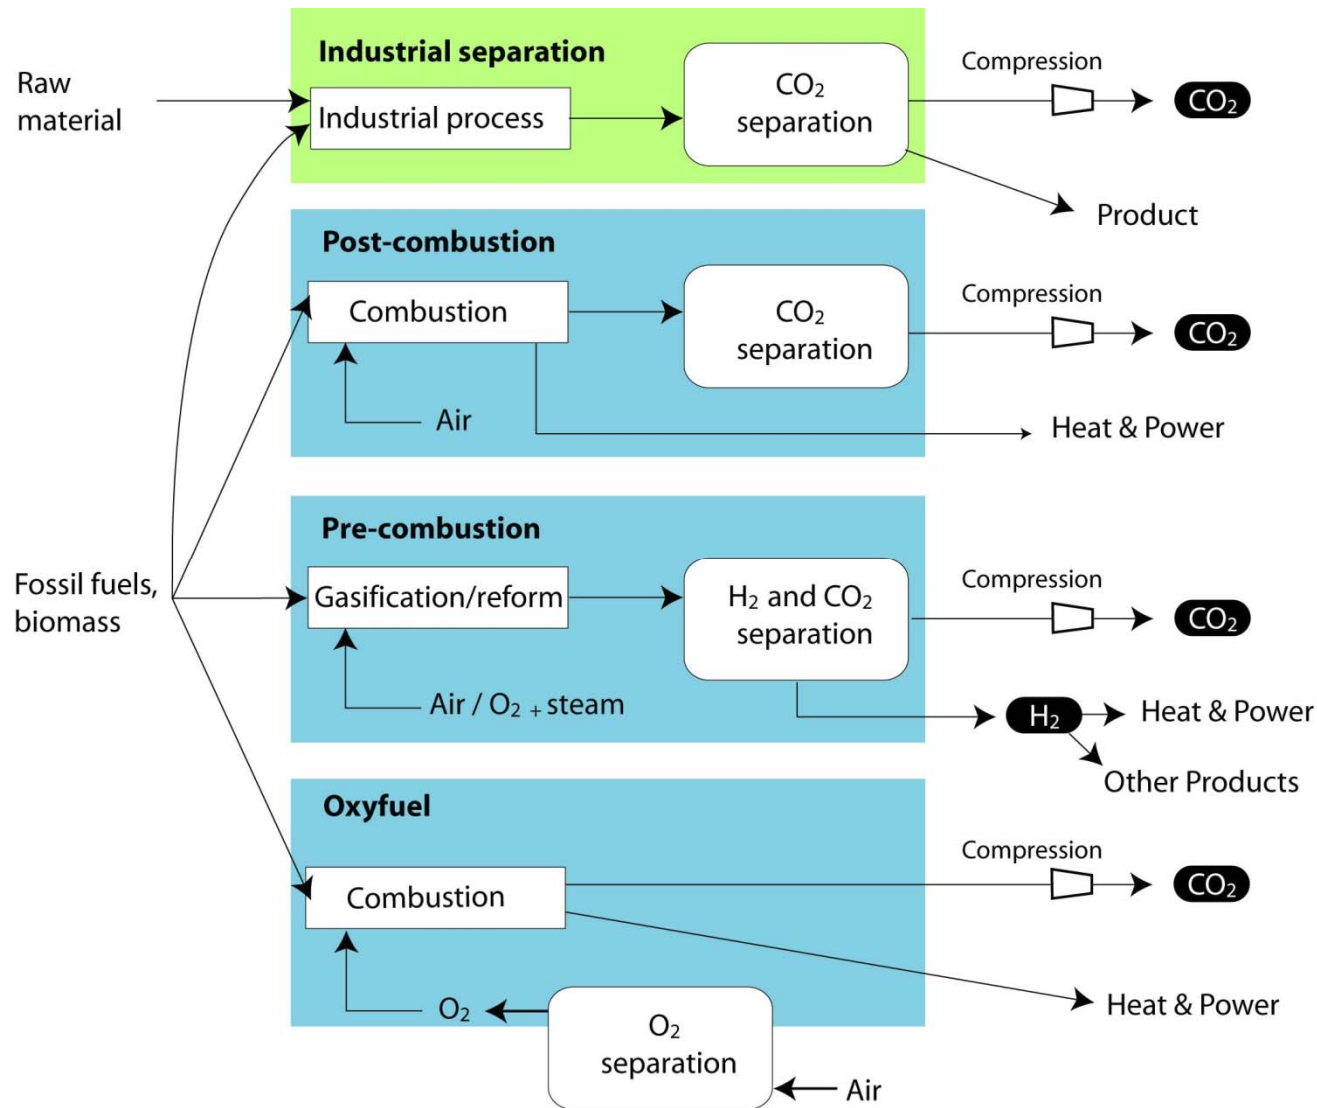 Industrial separation
Raw
material
Industrial process
CO₂
separation
Compression
CO₂
Product
Post-combustion
Combustion
CO₂
separation
Compression
CO₂
Air
Heat & Power
Pre-combustion
Fossil fuels,
biomass
Gasification/reform
H₂ and CO₂
separation
Compression
CO₂
Air / O₂ + steam
H₂
Heat & Power
Other Products
Oxyfuel
Combustion
Compression
CO₂
O₂
O₂
separation
Heat & Power
Air